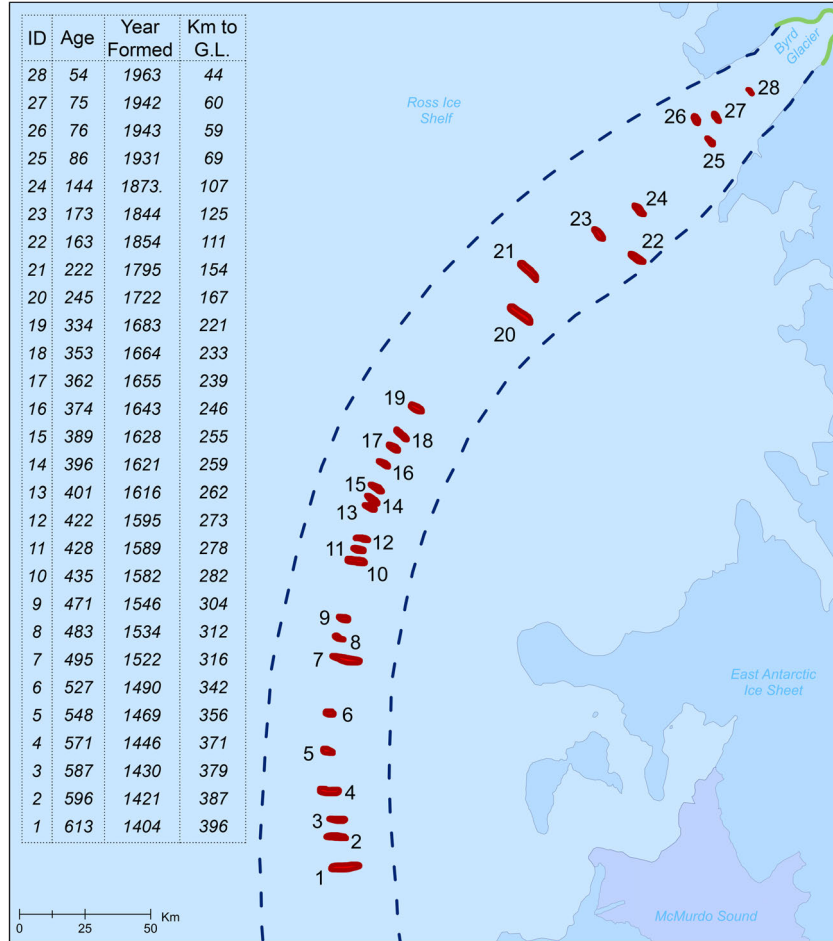 ID Age Year Formed Km to G.L.
28 54 1963 44
27 75 1942 60
26 76 1943 59
25 86 1931 69
24 144 1873. 107
23 173 1844 125
22 163 1854 111
21 222 1795 154
20 245 1722 167
19 334 1683 221
18 353 1664 233
17 362 1655 239
16 374 1643 246
15 389 1628 255
14 396 1621 259
13 401 1616 262
12 422 1595 273
11 428 1589 278
10 435 1582 282
9 471 1546 304
8 483 1534 312
7 495 1522 316
6 527 1490 342
5 548 1469 356
4 571 1446 371
3 587 1430 379
2 596 1421 387
1 613 1404 396
Byrd
Glacier
Ross Ice
Shelf
28
26 27
25
24
23
22
21
20
19
18
17
16
15
14
13
12
11
10
9
8
7
6
5
4
3
2
1
East Antarctic
Ice Sheet
McMurdo Sound
0 25 50 Km